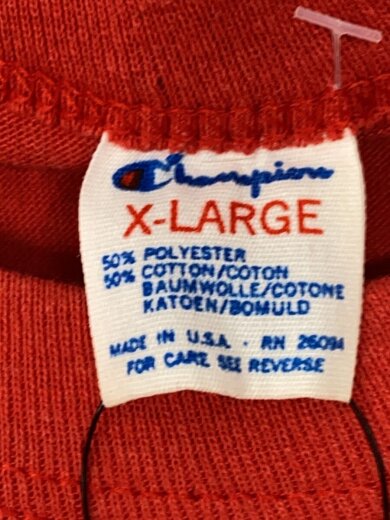 Champion
X-LARGE
50% POLYESTER
50% COTTON/COTON
BAUMWOLLE/COTONE
KATOEN/BOMULD
MADE IN U.S.A. - RN 26094
FOR CARE SEE REVERSE